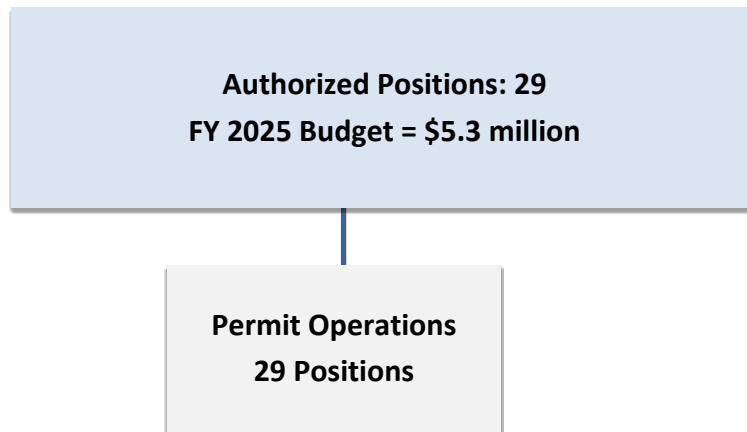 Authorized Positions: 29
FY 2025 Budget = $5.3 million
Permit Operations
29 Positions